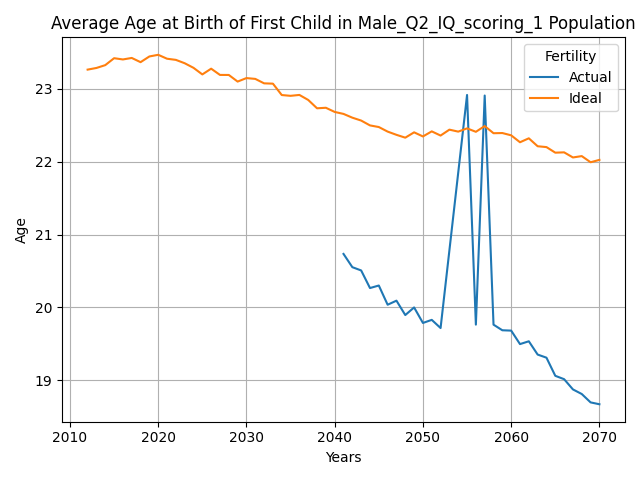 Average Age at Birth of First Child in Male_Q2_IQ_scoring_1 Population
Fertility
Actual
Ideal
23
22
21
20
19
Age
2010
2020
2030
2040
2050
2060
2070
Years